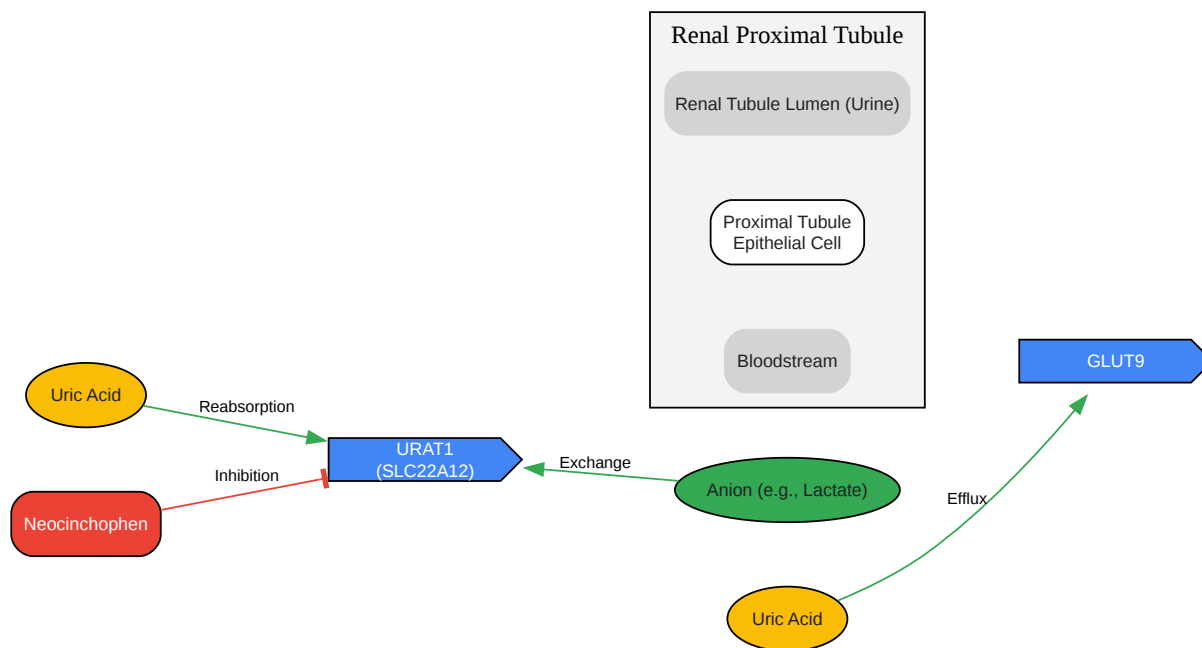 Renal Proximal Tubule
Renal Tubule Lumen (Urine)
Proximal Tubule
Epithelial Cell
Bloodstream
GLUT9
Uric Acid
Reabsorption
URAT1
(SLC22A12)
Inhibition
Neocinchophen
Exchange
Anion (e.g., Lactate)
Efflux
Uric Acid